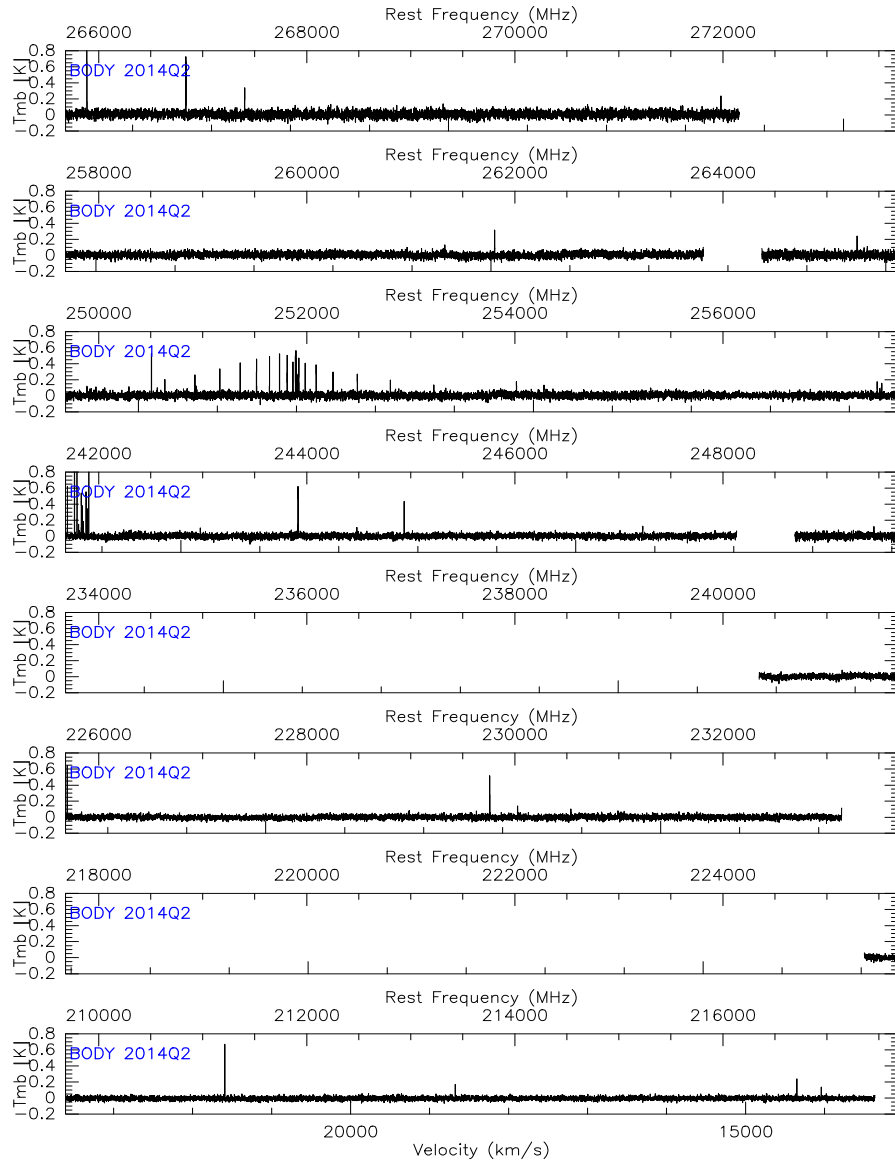 Rest Frequency (MHz)
266000 268000 270000 272000
BODY 2014Q2
Tmb [K]
0.8
0.6
0.4
0.2
0
-0.2
Rest Frequency (MHz)
258000 260000 262000 264000
BODY 2014Q2
Tmb [K]
0.8
0.6
0.4
0.2
0
-0.2
Rest Frequency (MHz)
250000 252000 254000 256000
BODY 2014Q2
Tmb [K]
0.8
0.6
0.4
0.2
0
-0.2
Rest Frequency (MHz)
242000 244000 246000 248000
BODY 2014Q2
Tmb [K]
0.8
0.6
0.4
0.2
0
-0.2
Rest Frequency (MHz)
234000 236000 238000 240000
BODY 2014Q2
Tmb [K]
0.8
0.6
0.4
0.2
0
-0.2
Rest Frequency (MHz)
226000 228000 230000 232000
BODY 2014Q2
Tmb [K]
0.8
0.6
0.4
0.2
0
-0.2
Rest Frequency (MHz)
218000 220000 222000 224000
BODY 2014Q2
Tmb [K]
0.8
0.6
0.4
0.2
0
-0.2
Rest Frequency (MHz)
210000 212000 214000 216000
BODY 2014Q2
Tmb [K]
0.8
0.6
0.4
0.2
0
-0.2
20000 15000
Velocity (km/s)